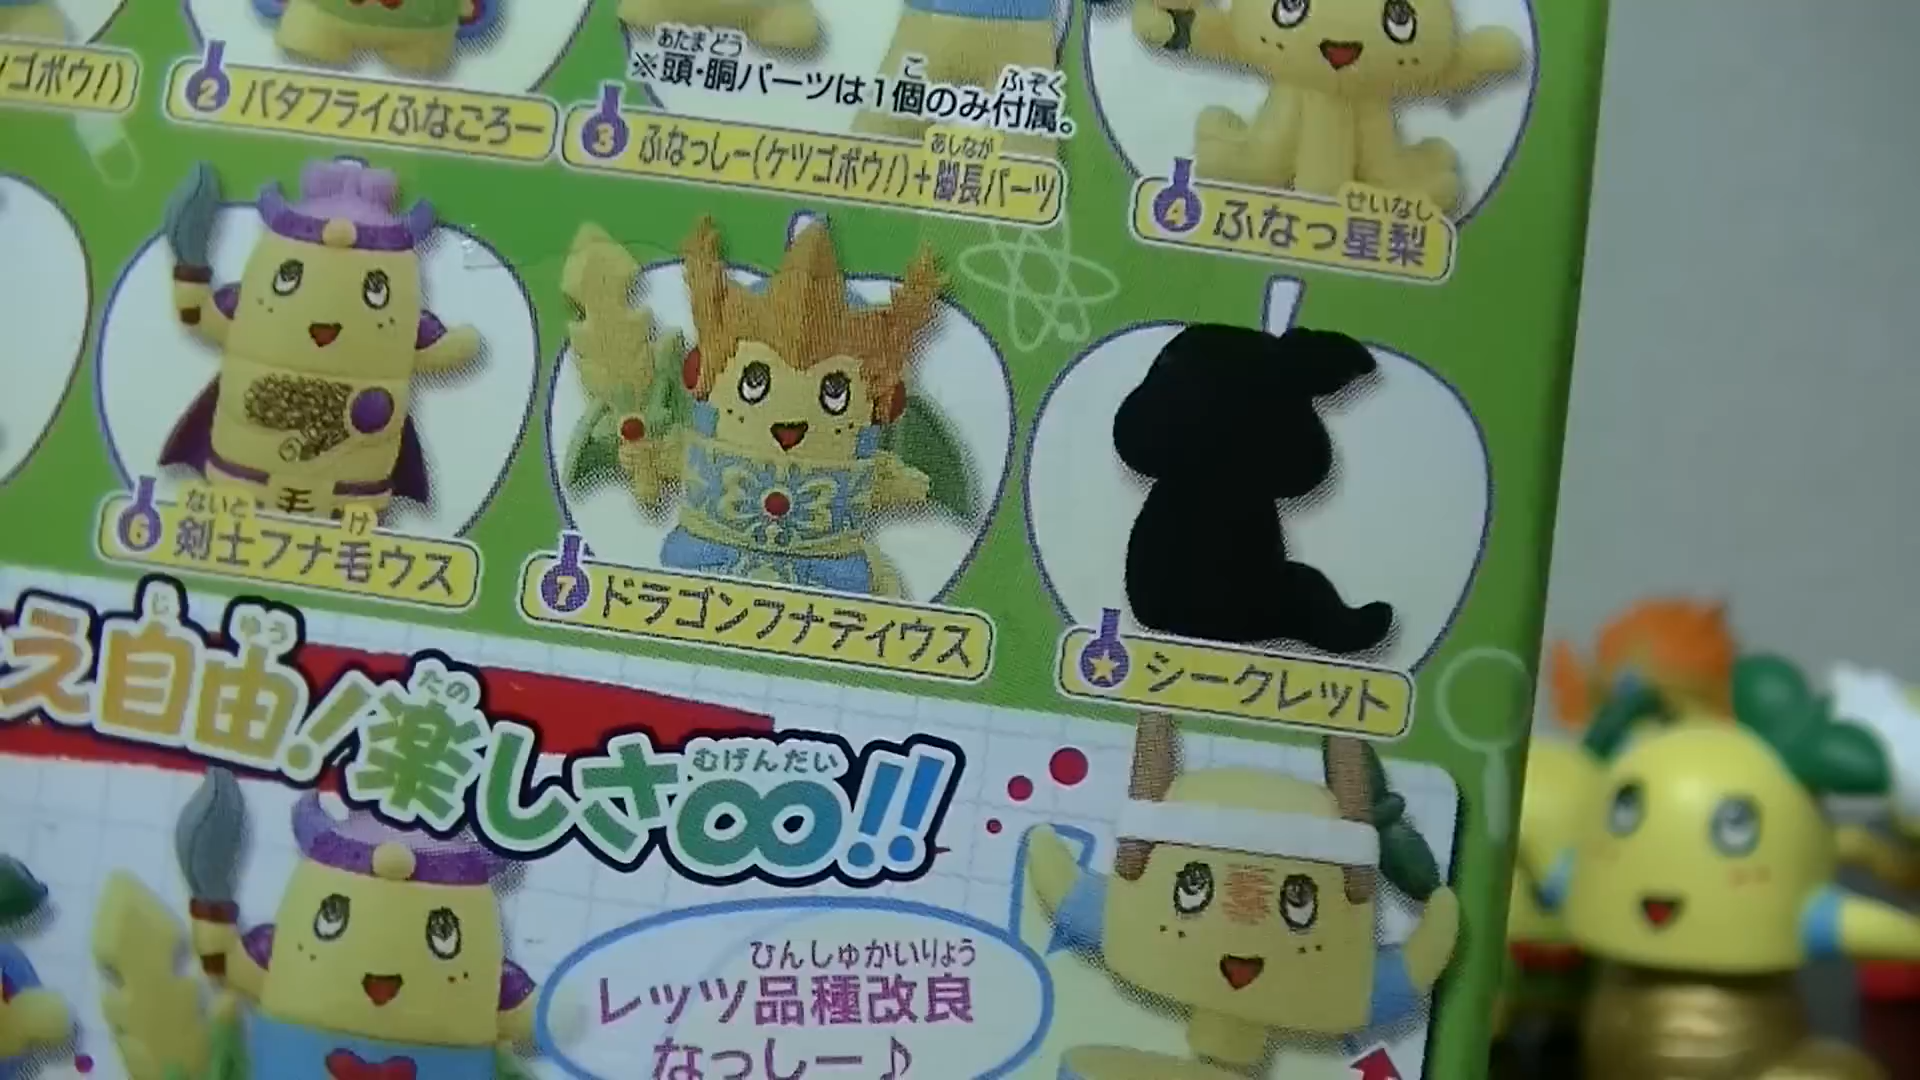 ツゴボウ!)
2 バタフライふなごろー
あたま どう こ ふぞく
※頭・胴パーツは1個のみ付属。
あしなが
3 ふなっしー(ケツゴボウ!)+脚長パーツ
せいなし
4 ふなっ星梨
毛
ないと け
6 剣士フナ毛ウス
7 ドラゴンフナディウス
★ シークレット
じゆう
え自由!
たの むげんだい
楽しさ∞!!
ひんしゅかいりょう
レッツ品種改良
なっしー♪